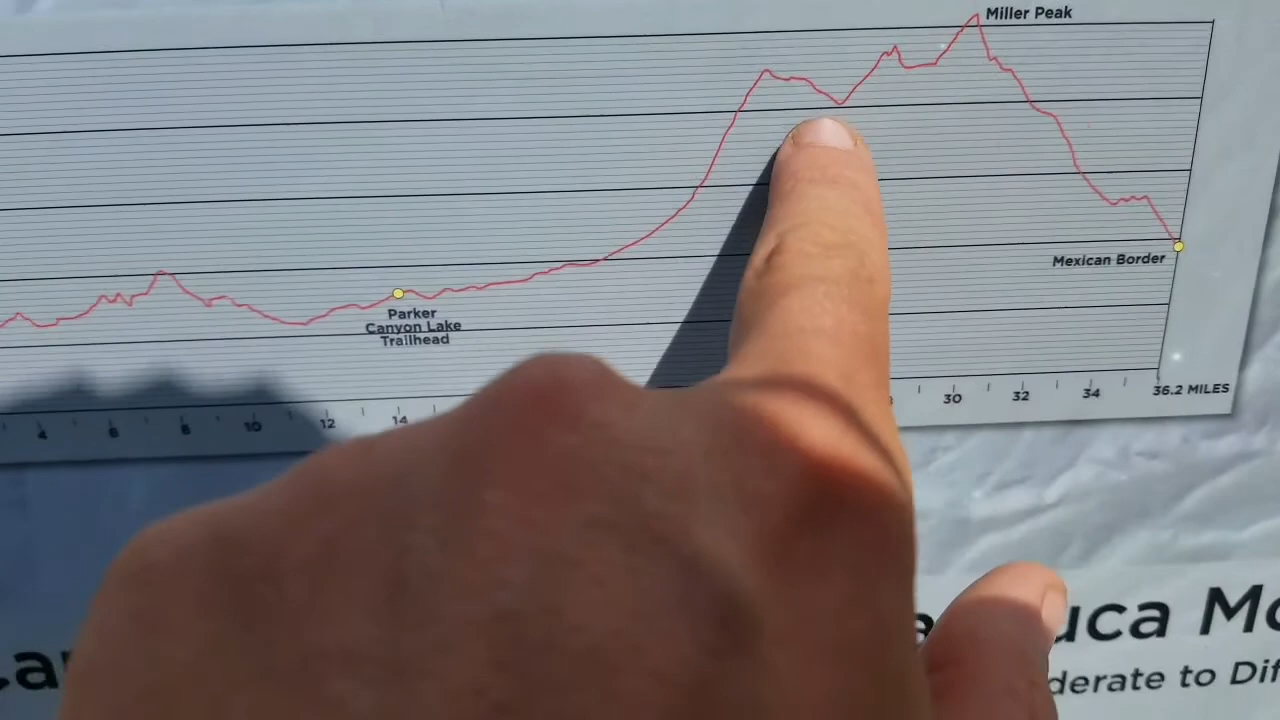 Miller Peak
Mexican Border
Parker
Canyon Lake
Trailhead
4 6 8 10 12 14 30 32 34 36.2 MILES
uca Mo
derate to Dif